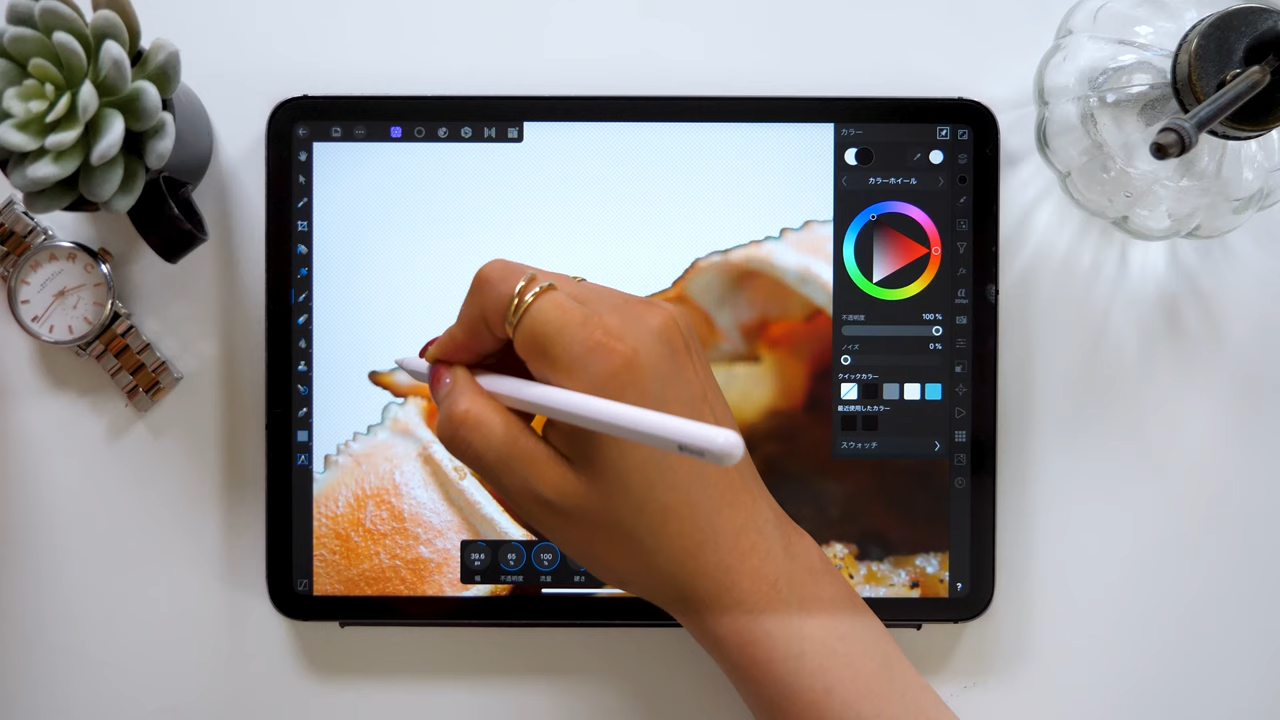 カラー
カラーホイール
不透明度 100 %
ノイズ 0 %
クイックカラー
最近使用したカラー
スウォッチ
39.6 px
65 %
100 %
幅
不透明度
流量
硬さ
?
MARC